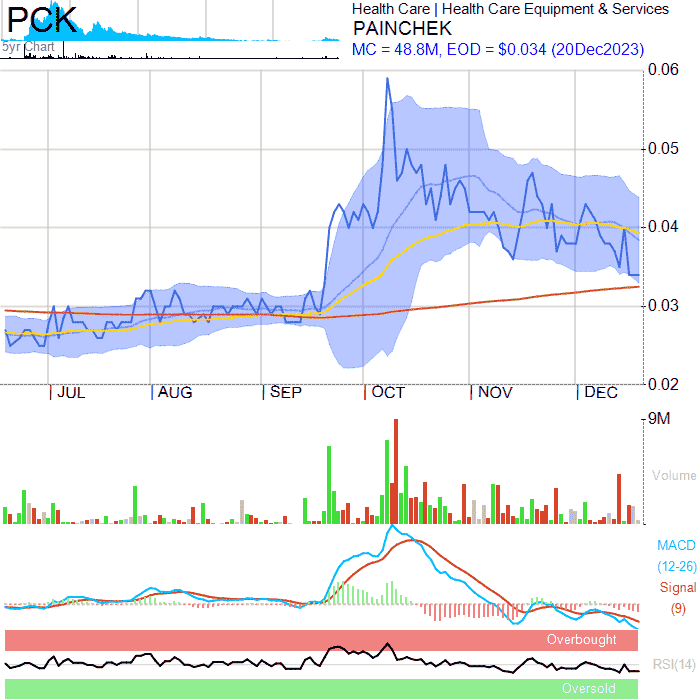 PCK
5yr Chart
Health Care | Health Care Equipment & Services
PAINCHEK
MC = 48.8M, EOD = $0.034 (20Dec2023)
0.06
0.05
0.04
0.03
0.02
JUL AUG SEP OCT NOV DEC
9M
Volume
MACD
(12-26)
Signal
(9)
Overbought
RSI(14)
Oversold